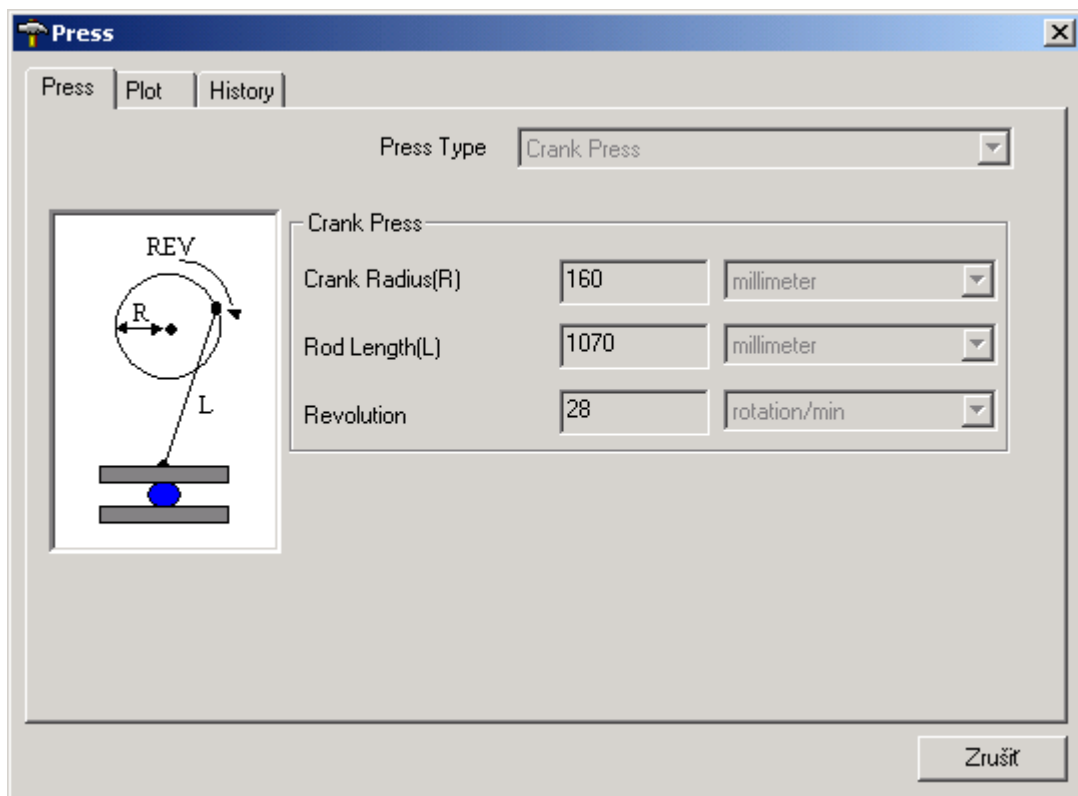 Press
Press Plot History
Press Type Crank Press
REV
R
L
Crank Press
Crank Radius(R) 160 millimeter
Rod Length(L) 1070 millimeter
Revolution 28 rotation/min
Zrušiť